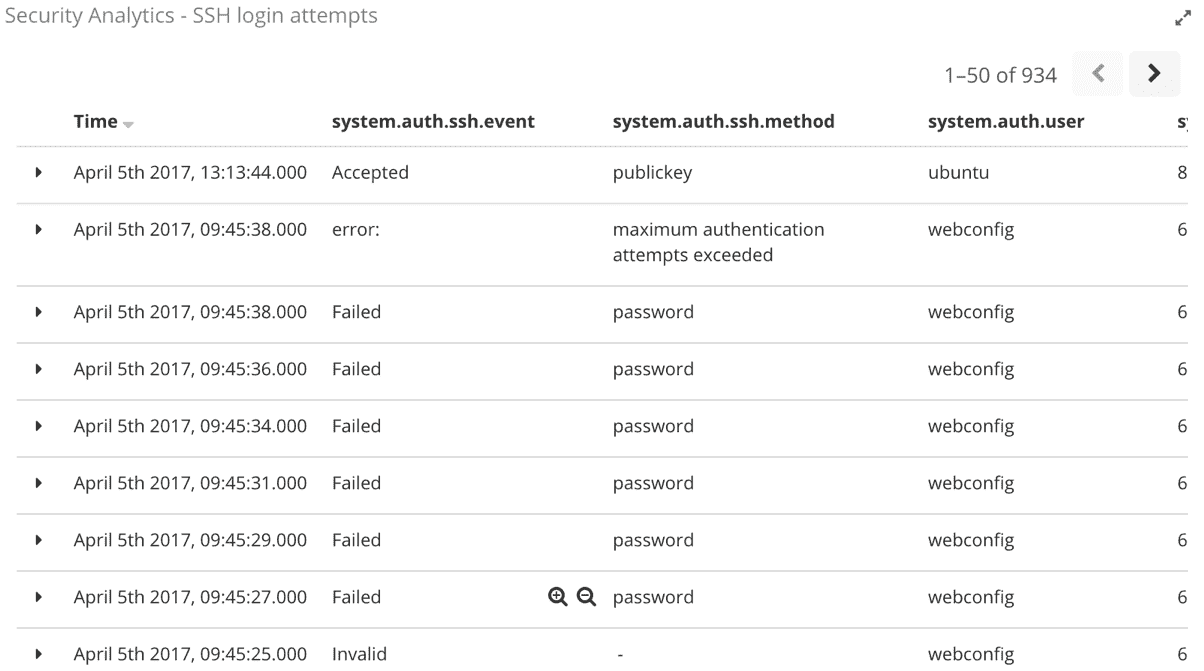 Security Analytics - SSH login attempts
1–50 of 934
Time system.auth.ssh.event system.auth.ssh.method system.auth.user sy
April 5th 2017, 13:13:44.000 Accepted publickey ubuntu 8
April 5th 2017, 09:45:38.000 error: maximum authentication webconfig 6
attempts exceeded
April 5th 2017, 09:45:38.000 Failed password webconfig 6
April 5th 2017, 09:45:36.000 Failed password webconfig 6
April 5th 2017, 09:45:34.000 Failed password webconfig 6
April 5th 2017, 09:45:31.000 Failed password webconfig 6
April 5th 2017, 09:45:29.000 Failed password webconfig 6
April 5th 2017, 09:45:27.000 Failed password webconfig 6
April 5th 2017, 09:45:25.000 Invalid - webconfig 6